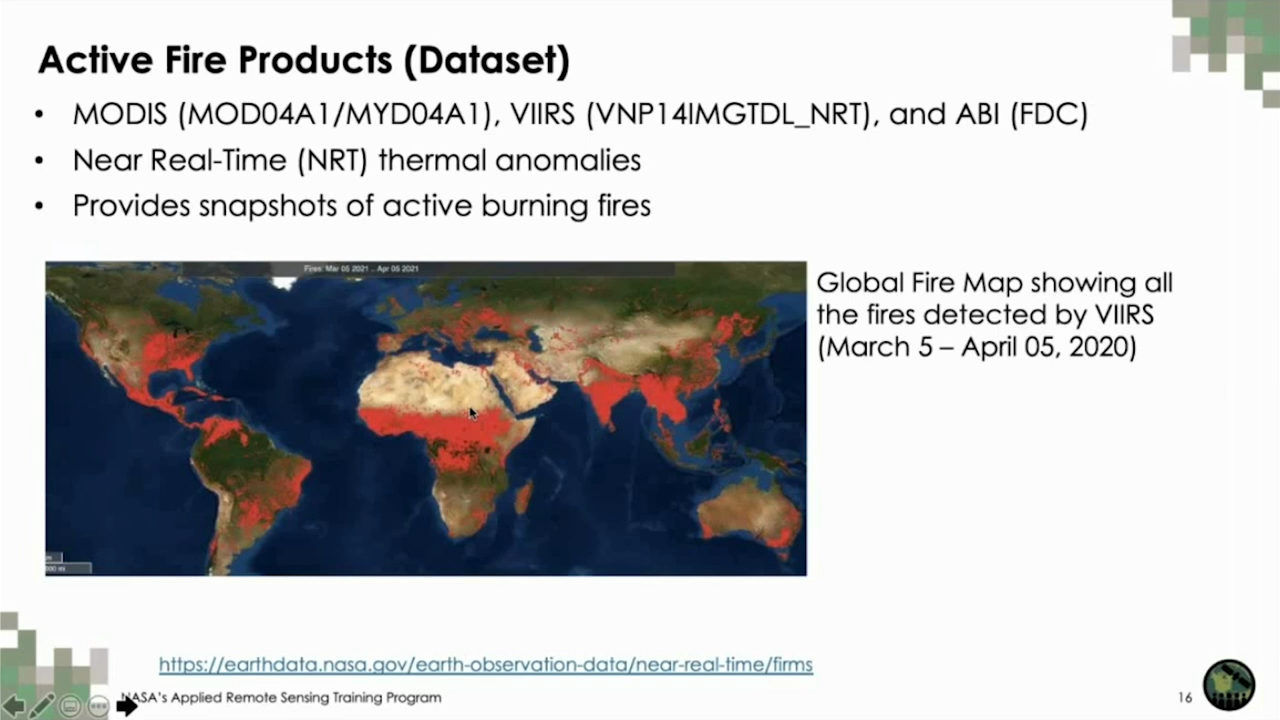 Active Fire Products (Dataset)
• MODIS (MOD04A1/MYD04A1), VIIRS (VNP14IMGTDL_NRT), and ABI (FDC)
• Near Real-Time (NRT) thermal anomalies
• Provides snapshots of active burning fires
Fires: Mar 05 2021 .. Apr 05 2021
Global Fire Map showing all
the fires detected by VIIRS
(March 5 – April 05, 2020)
https://earthdata.nasa.gov/earth-observation-data/near-real-time/firms
NASA's Applied Remote Sensing Training Program
16